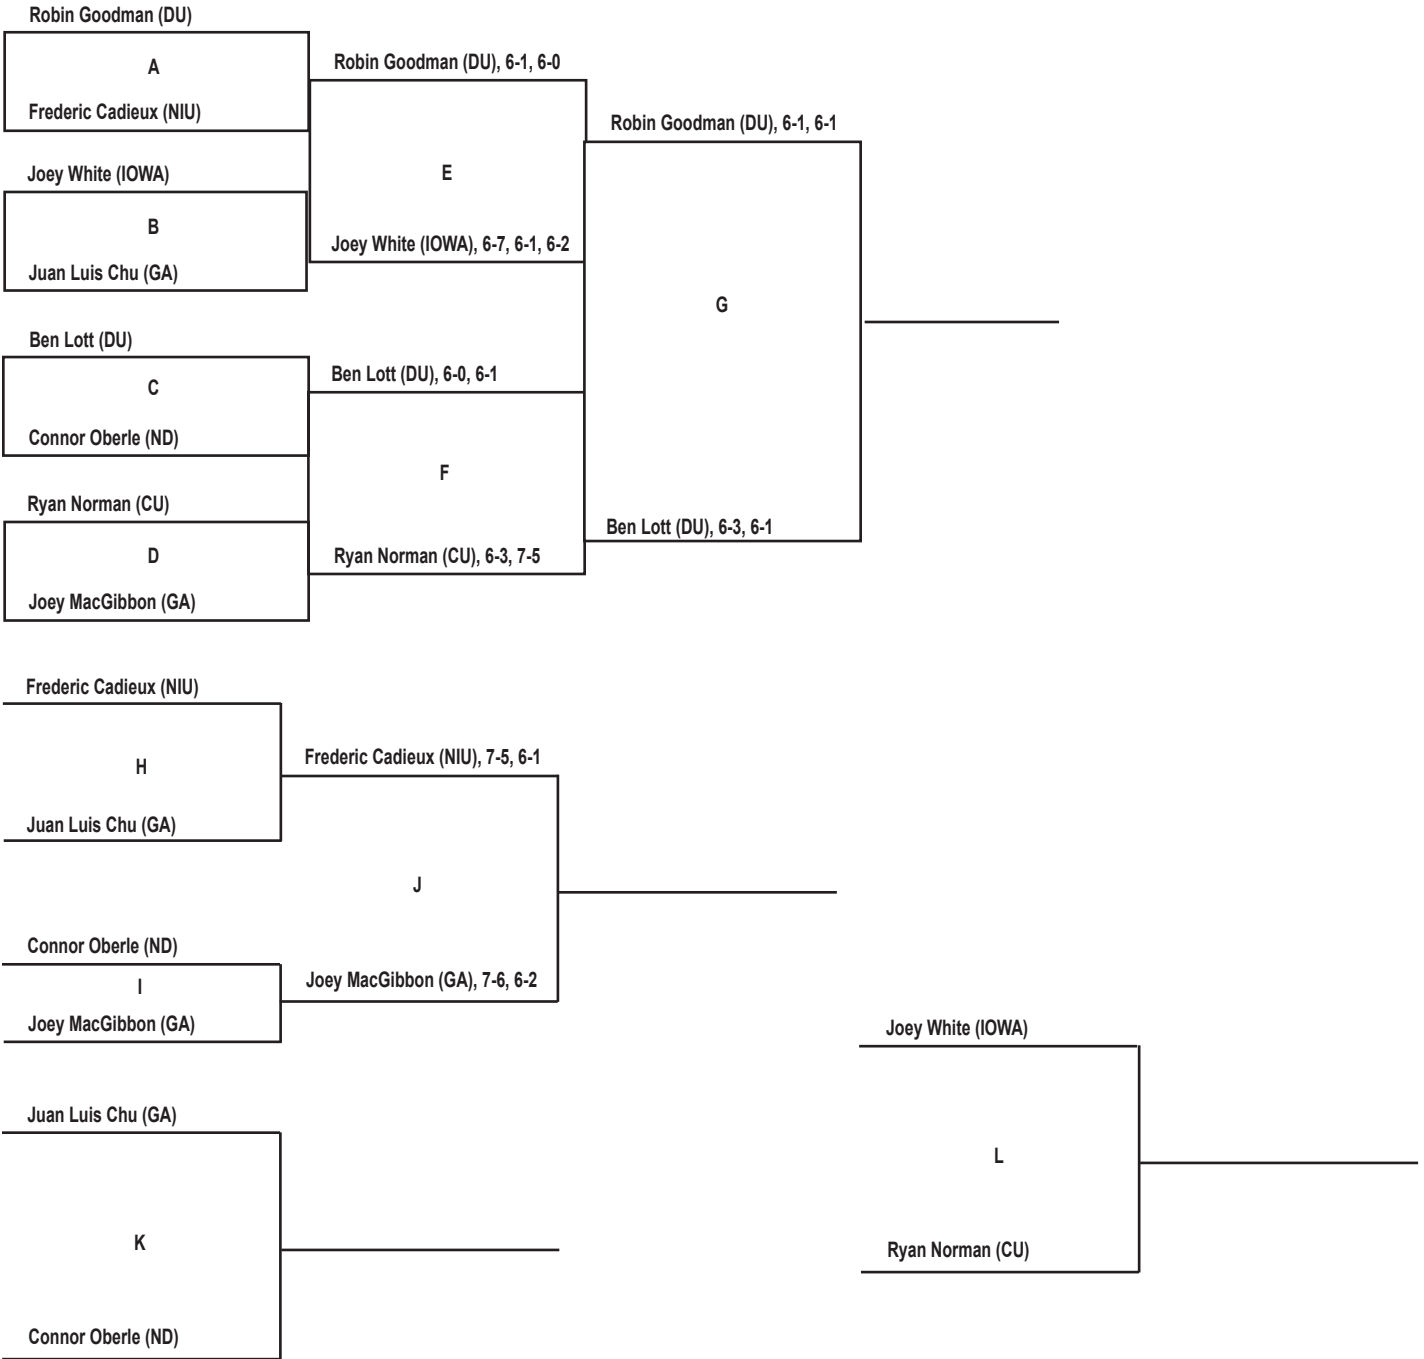 Robin Goodman (DU)
A
Robin Goodman (DU), 6-1, 6-0
Frederic Cadieux (NIU)
Robin Goodman (DU), 6-1, 6-1
Joey White (IOWA)
E
B
Joey White (IOWA), 6-7, 6-1, 6-2
Juan Luis Chu (GA)
G
Ben Lott (DU)
Ben Lott (DU), 6-0, 6-1
C
Connor Oberle (ND)
F
Ryan Norman (CU)
Ben Lott (DU), 6-3, 6-1
D
Ryan Norman (CU), 6-3, 7-5
Joey MacGibbon (GA)
Frederic Cadieux (NIU)
Frederic Cadieux (NIU), 7-5, 6-1
H
Juan Luis Chu (GA)
J
Connor Oberle (ND)
Joey MacGibbon (GA), 7-6, 6-2
I
Joey MacGibbon (GA)
Joey White (IOWA)
Juan Luis Chu (GA)
L
K
Ryan Norman (CU)
Connor Oberle (ND)